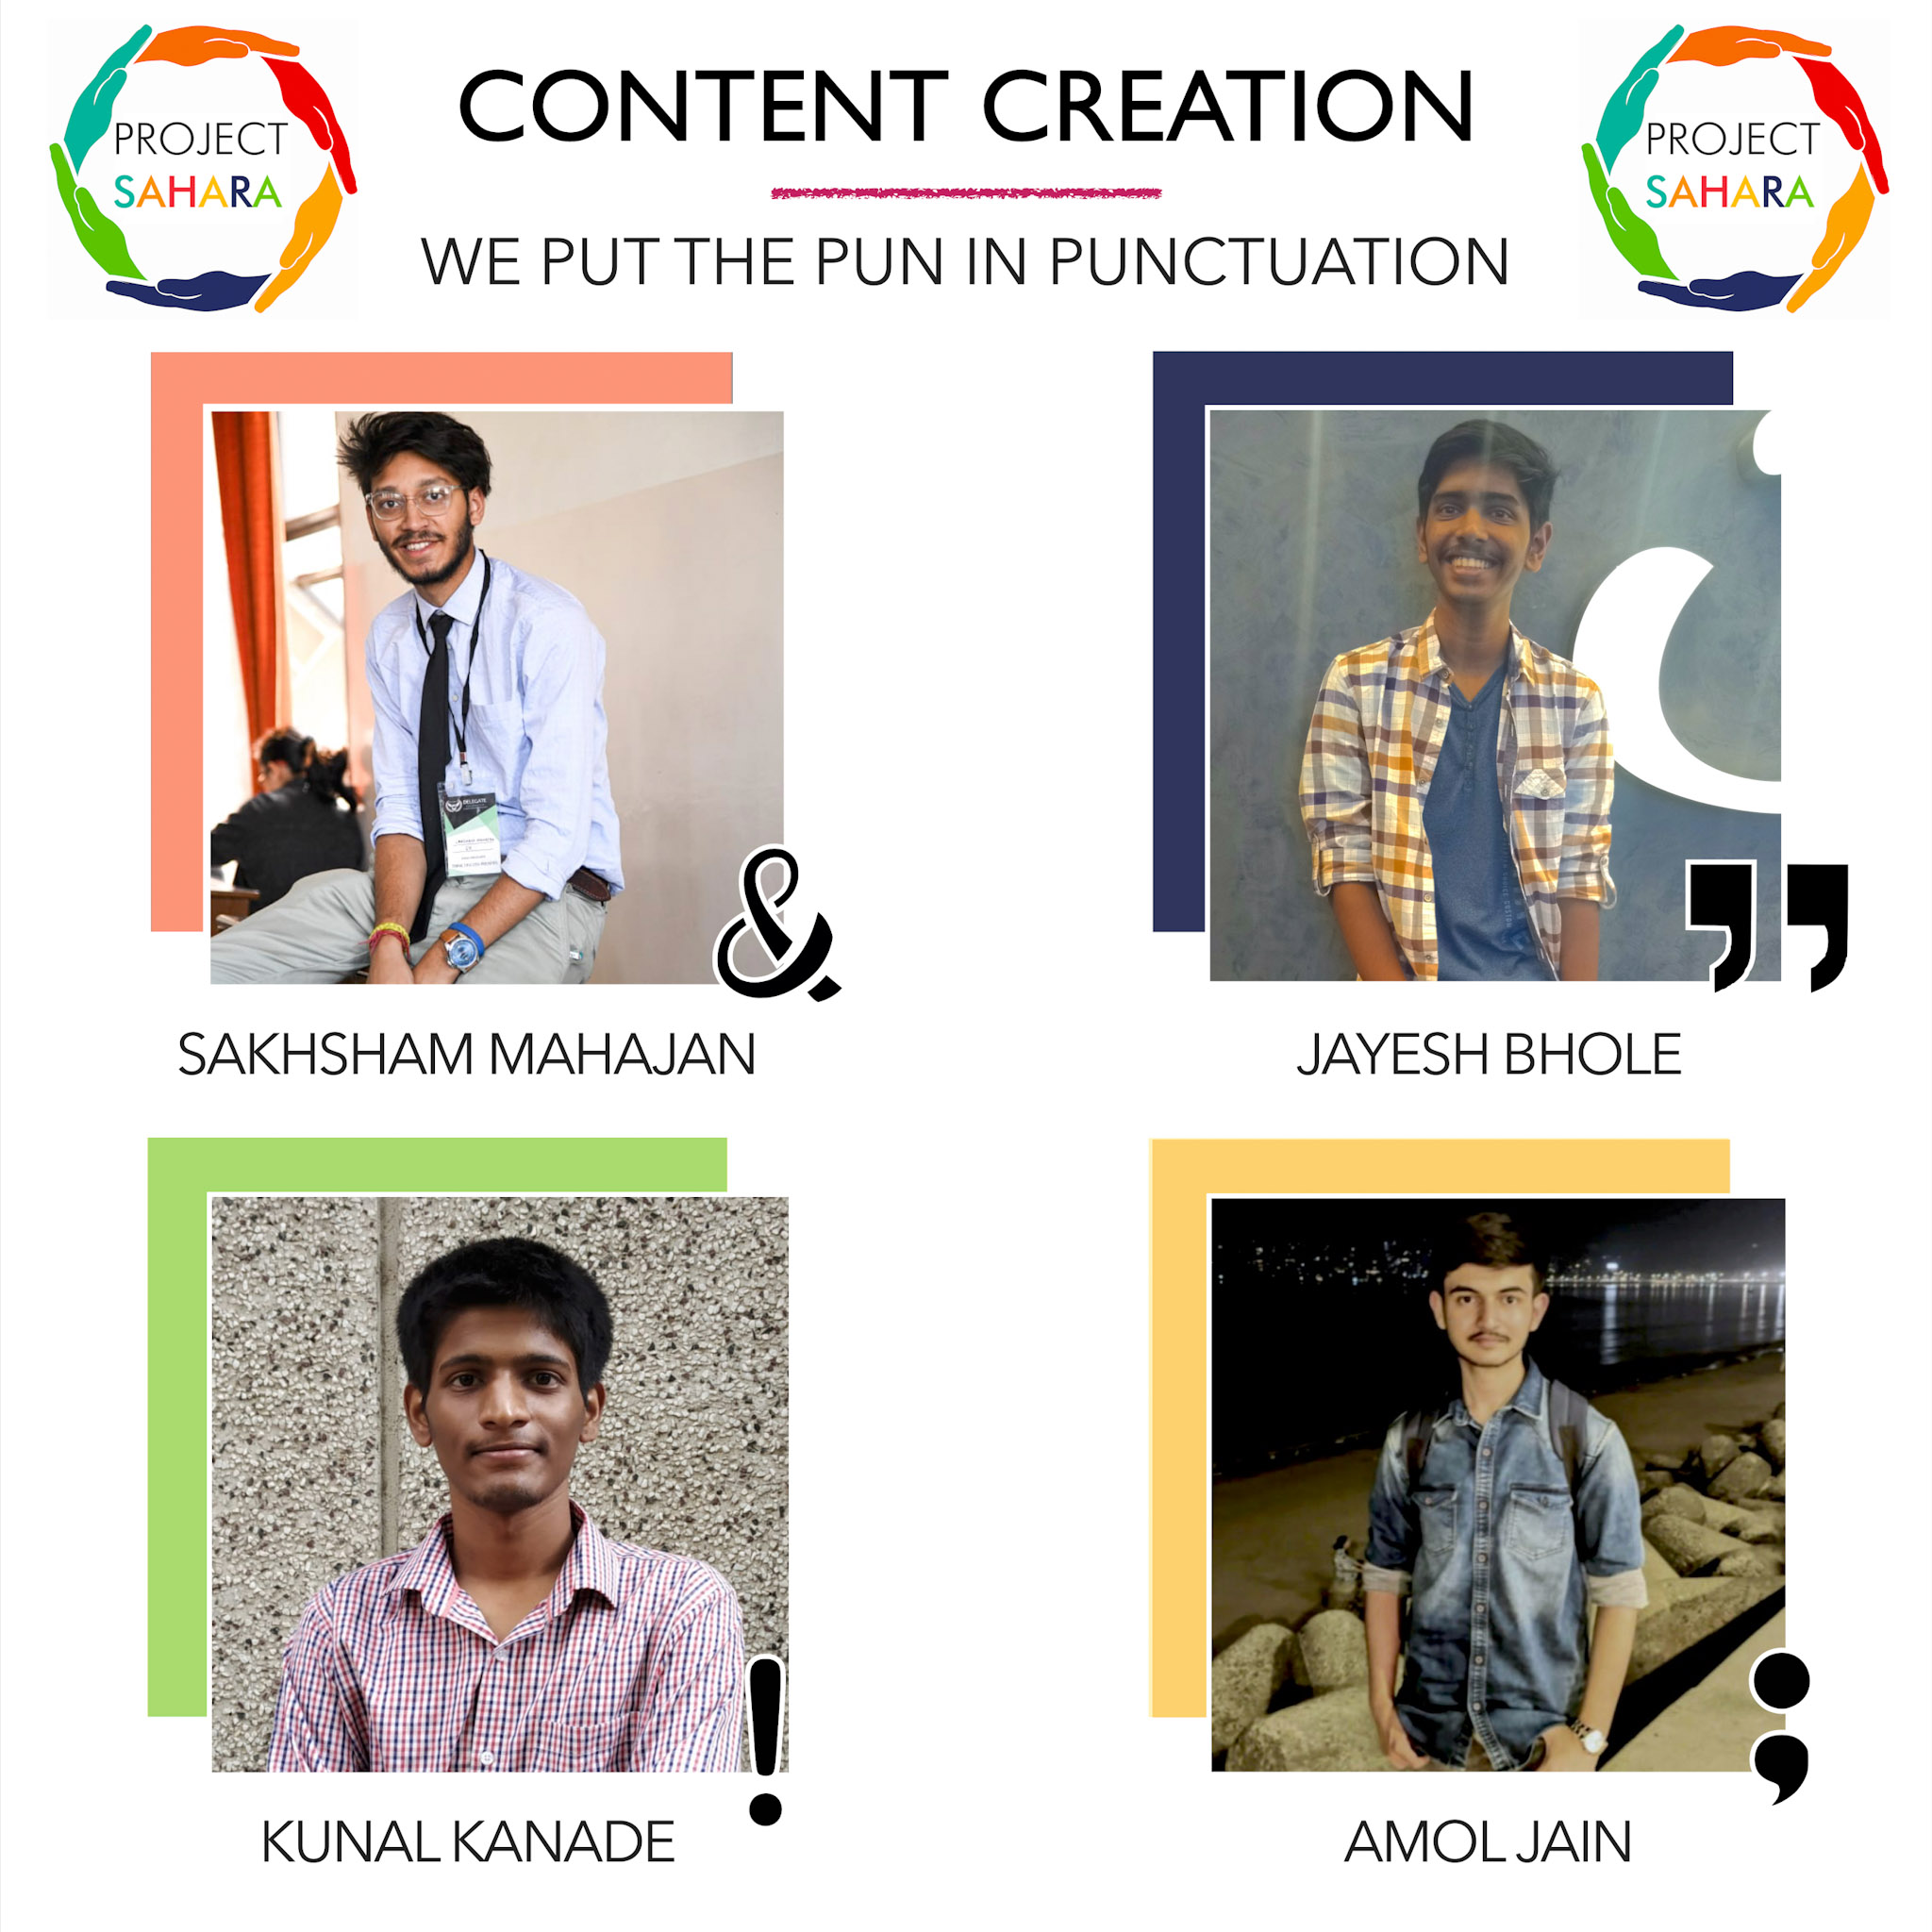 PROJECT
SAHARA
CONTENT CREATION
WE PUT THE PUN IN PUNCTUATION
PROJECT
SAHARA
DELEGATE
&
”
SAKHSHAM MAHAJAN
JAYESH BHOLE
!
;
KUNAL KANADE
AMOL JAIN